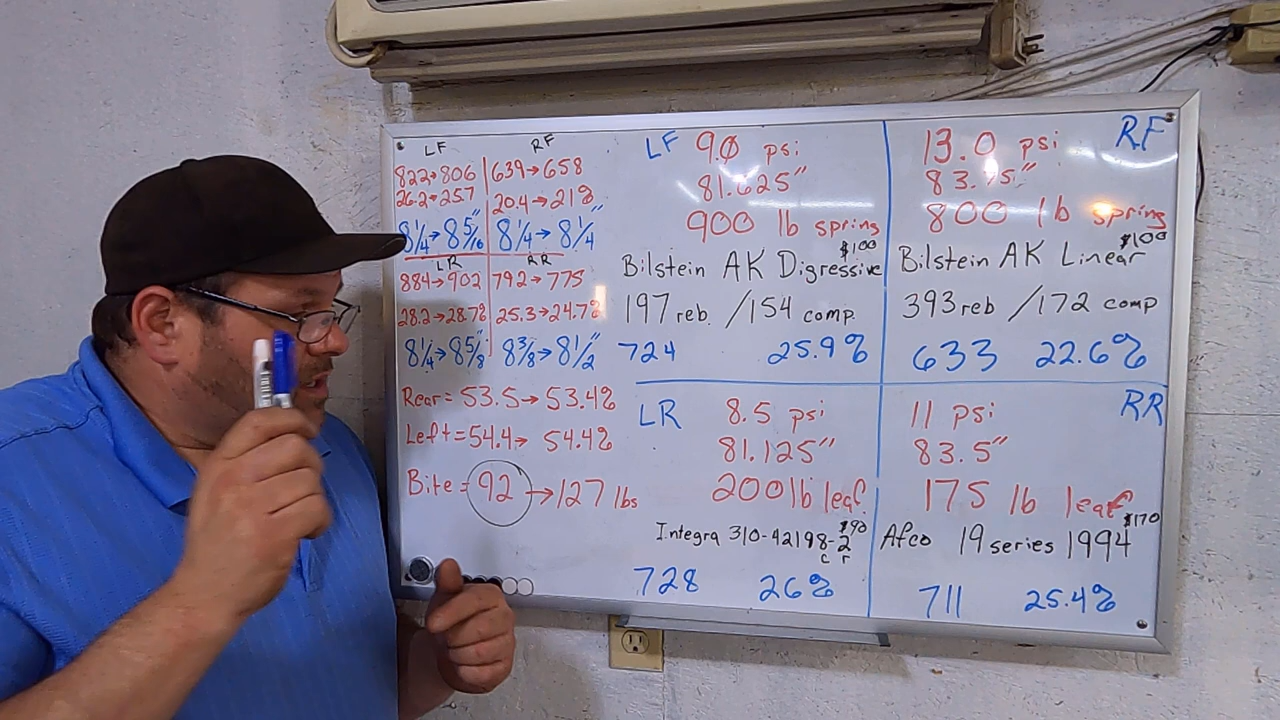 LF RF
822→806 639→658
26.2→25.7 20.4→21%
8 1/4→8 5/16" 8 1/4→8 1/4"
LR RR
884→902 792→775
28.2→28.7% 25.3→24.7%
8 1/4→8 5/8" 8 3/8→8 1/2"
Rear=53.5→53.4%
Left=54.4→54.4%
Bite=92→127 lbs
LF 9.0 psi
81.625"
900 lb spring
$100
Bilstein AK Digressive
197 reb. /154 comp.
724 25.9%
13.0 psi RF
83.75"
800 lb spring
$100
Bilstein AK Linear
393 reb /172 comp
633 22.6%
LR 8.5 psi
81.125"
200 lb leaf
$90
Integra 310-42198-2
c r
728 26%
11 psi RR
83.5"
175 lb leaf
$170
Afco 19 series 1994
711 25.4%